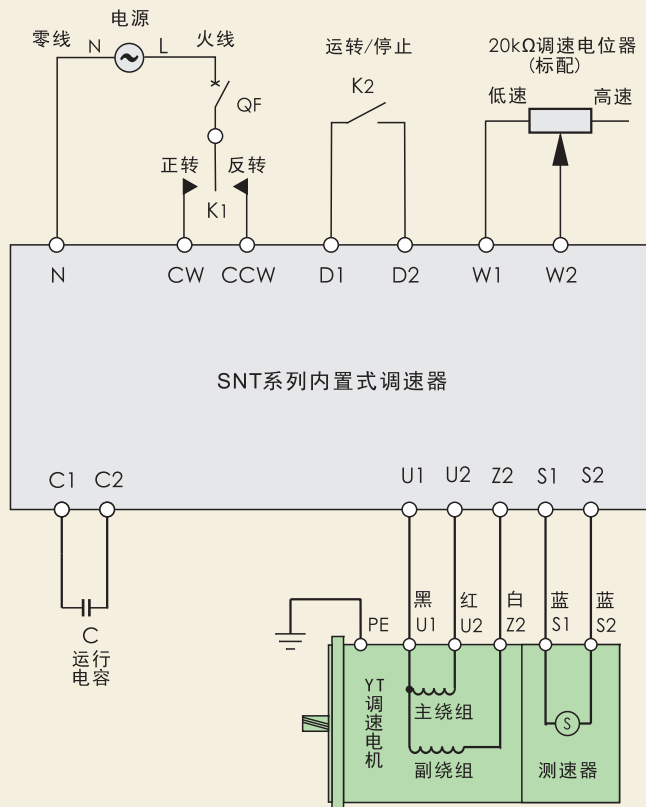 电源
零线 N L 火线
QF
正转 反转
K1
运转/停止
K2
20kΩ调速电位器
(标配)
低速 高速
N CW CCW D1 D2 W1 W2
SNT系列内置式调速器
C1 C2 U1 U2 Z2 S1 S2
C
运行
电容
黑 红 白 蓝 蓝
PE U1 U2 Z2 S1 S2
YT
调
速
电
机
主绕组
副绕组
S
测速器